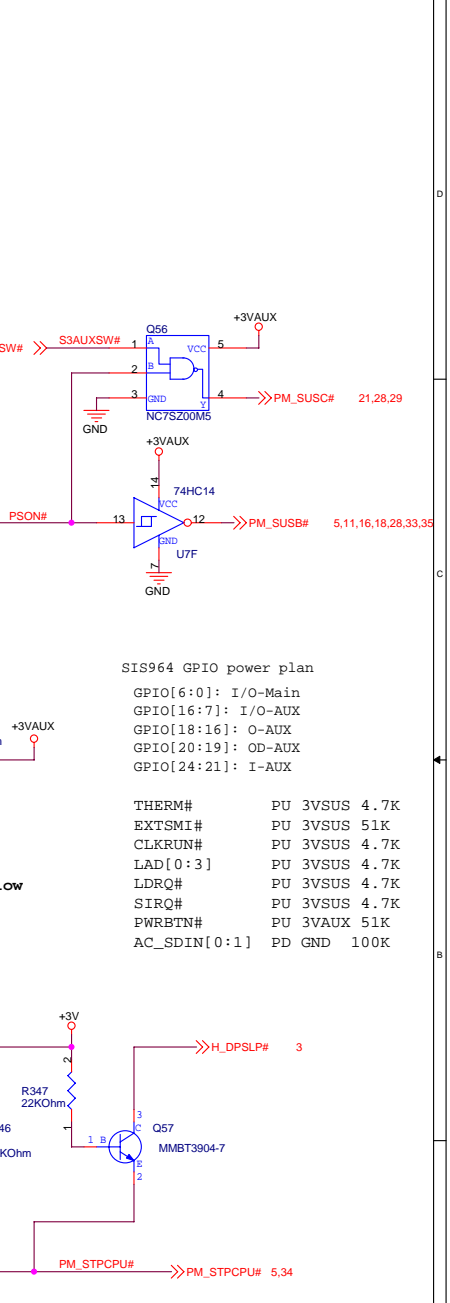 D
+3VAUX
Q56
SW#
S3AUXSW#
1
A
VCC
5
2
B
3
GND
Y
4
PM_SUSC#
21,28,29
NC7SZ00M5
GND
+3VAUX
14
74HC14
VCC
PSON#
13
12
PM_SUSB#
5,11,16,18,28,33,35
GND
U7F
7
GND
C
SIS964 GPIO power plan
GPIO[6:0]: I/O-Main
GPIO[16:7]: I/O-AUX
GPIO[18:16]: O-AUX
GPIO[20:19]: OD-AUX
GPIO[24:21]: I-AUX
+3VAUX
THERM# PU 3VSUS 4.7K
EXTSMI# PU 3VSUS 51K
CLKRUN# PU 3VSUS 4.7K
LAD[0:3] PU 3VSUS 4.7K
LDRQ# PU 3VSUS 4.7K
SIRQ# PU 3VSUS 4.7K
PWRBTN# PU 3VAUX 51K
AC_SDIN[0:1] PD GND 100K
B
+3V
H_DPSLP#
3
2
R347
22KOhm
1
46
KOhm
1
B
3
C
Q57
MMBT3904-7
E
2
PM_STPCPU#
PM_STPCPU#
5,34